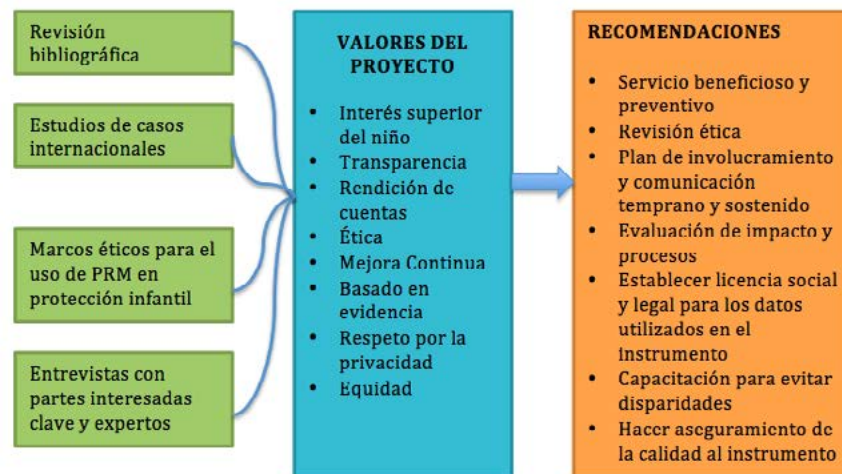 Revisión
bibliográfica
Estudios de casos
internacionales
Marcos éticos para el
uso de PRM en
protección infantil
Entrevistas con
partes interesadas
clave y expertos
VALORES DEL
PROYECTO
• Interés superior
del niño
• Transparencia
• Rendición de
cuentas
• Ética
• Mejora Continua
• Basado en
evidencia
• Respeto por la
privacidad
• Equidad
RECOMENDACIONES
• Servicio beneficioso y
preventivo
• Revisión ética
• Plan de involucramiento
y comunicación
temprano y sostenido
• Evaluación de impacto y
procesos
• Establecer licencia social
y legal para los datos
utilizados en el
instrumento
• Capacitación para evitar
disparidades
• Hacer aseguramiento de
la calidad al instrumento